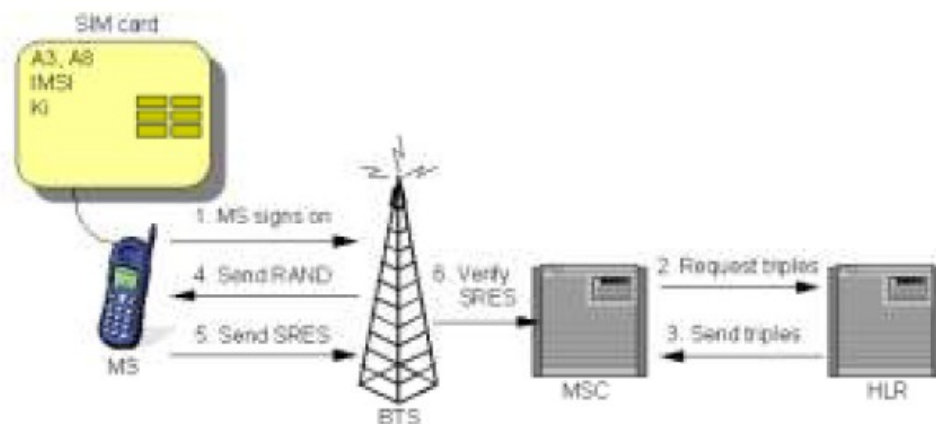 SIM card
A3, A8
IMSI
Ki
1. MS signs on
4. Send RAND
5. Send SRES
6. Verify
SRES
2. Request triples
3. Send triples
MS
BTS
MSC
HLR